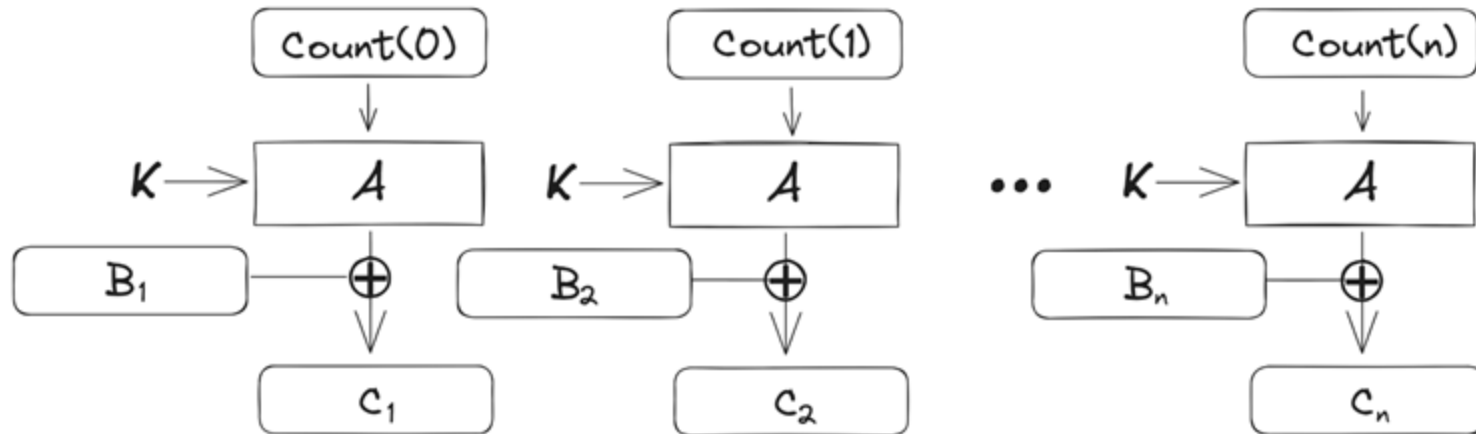 Count(0) Count(1) Count(n)
K A K A ... K A
B₁ B₂ Bₙ
C₁ C₂ Cₙ